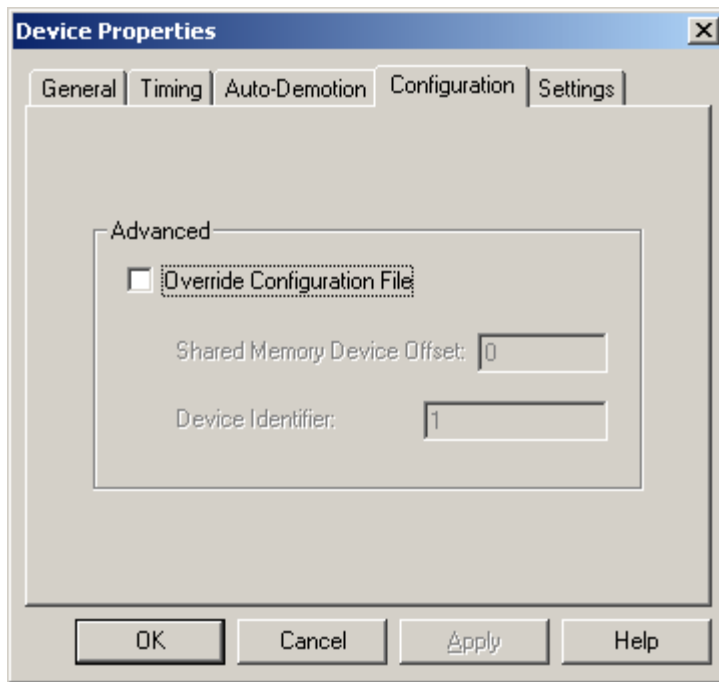 Device Properties
General Timing Auto-Demotion Configuration Settings
Advanced
Override Configuration File
Shared Memory Device Offset: 0
Device Identifier: 1
OK Cancel Apply Help